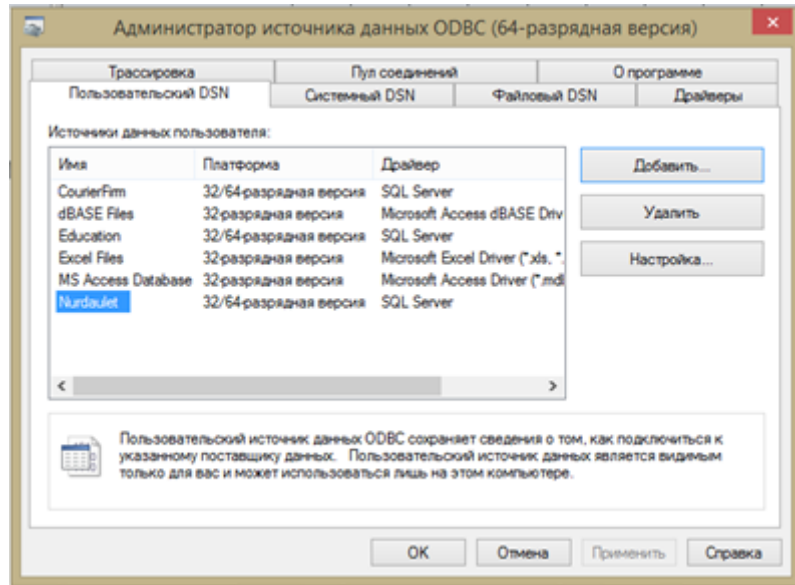 Администратор источника данных ODBC (64-разрядная версия)
Трассировка Пул соединений О программе
Пользовательский DSN Системный DSN Файловый DSN Драйверы
Источники данных пользователя:
Имя Платформа Драйвер
CourierFirm 32/64-разрядная версия SQL Server
dBASE Files 32-разрядная версия Microsoft Access dBASE Driv
Education 32/64-разрядная версия SQL Server
Excel Files 32-разрядная версия Microsoft Excel Driver (*.xls, *.
MS Access Database 32-разрядная версия Microsoft Access Driver (*.mdl
Nurdaulet 32/64-разрядная версия SQL Server
Добавить...
Удалить
Настройка...
Пользовательский источник данных ODBC сохраняет сведения о том, как подключиться к
указанному поставщику данных. Пользовательский источник данных является видимым
только для вас и может использоваться лишь на этом компьютере.
OK Отмена Применить Справка